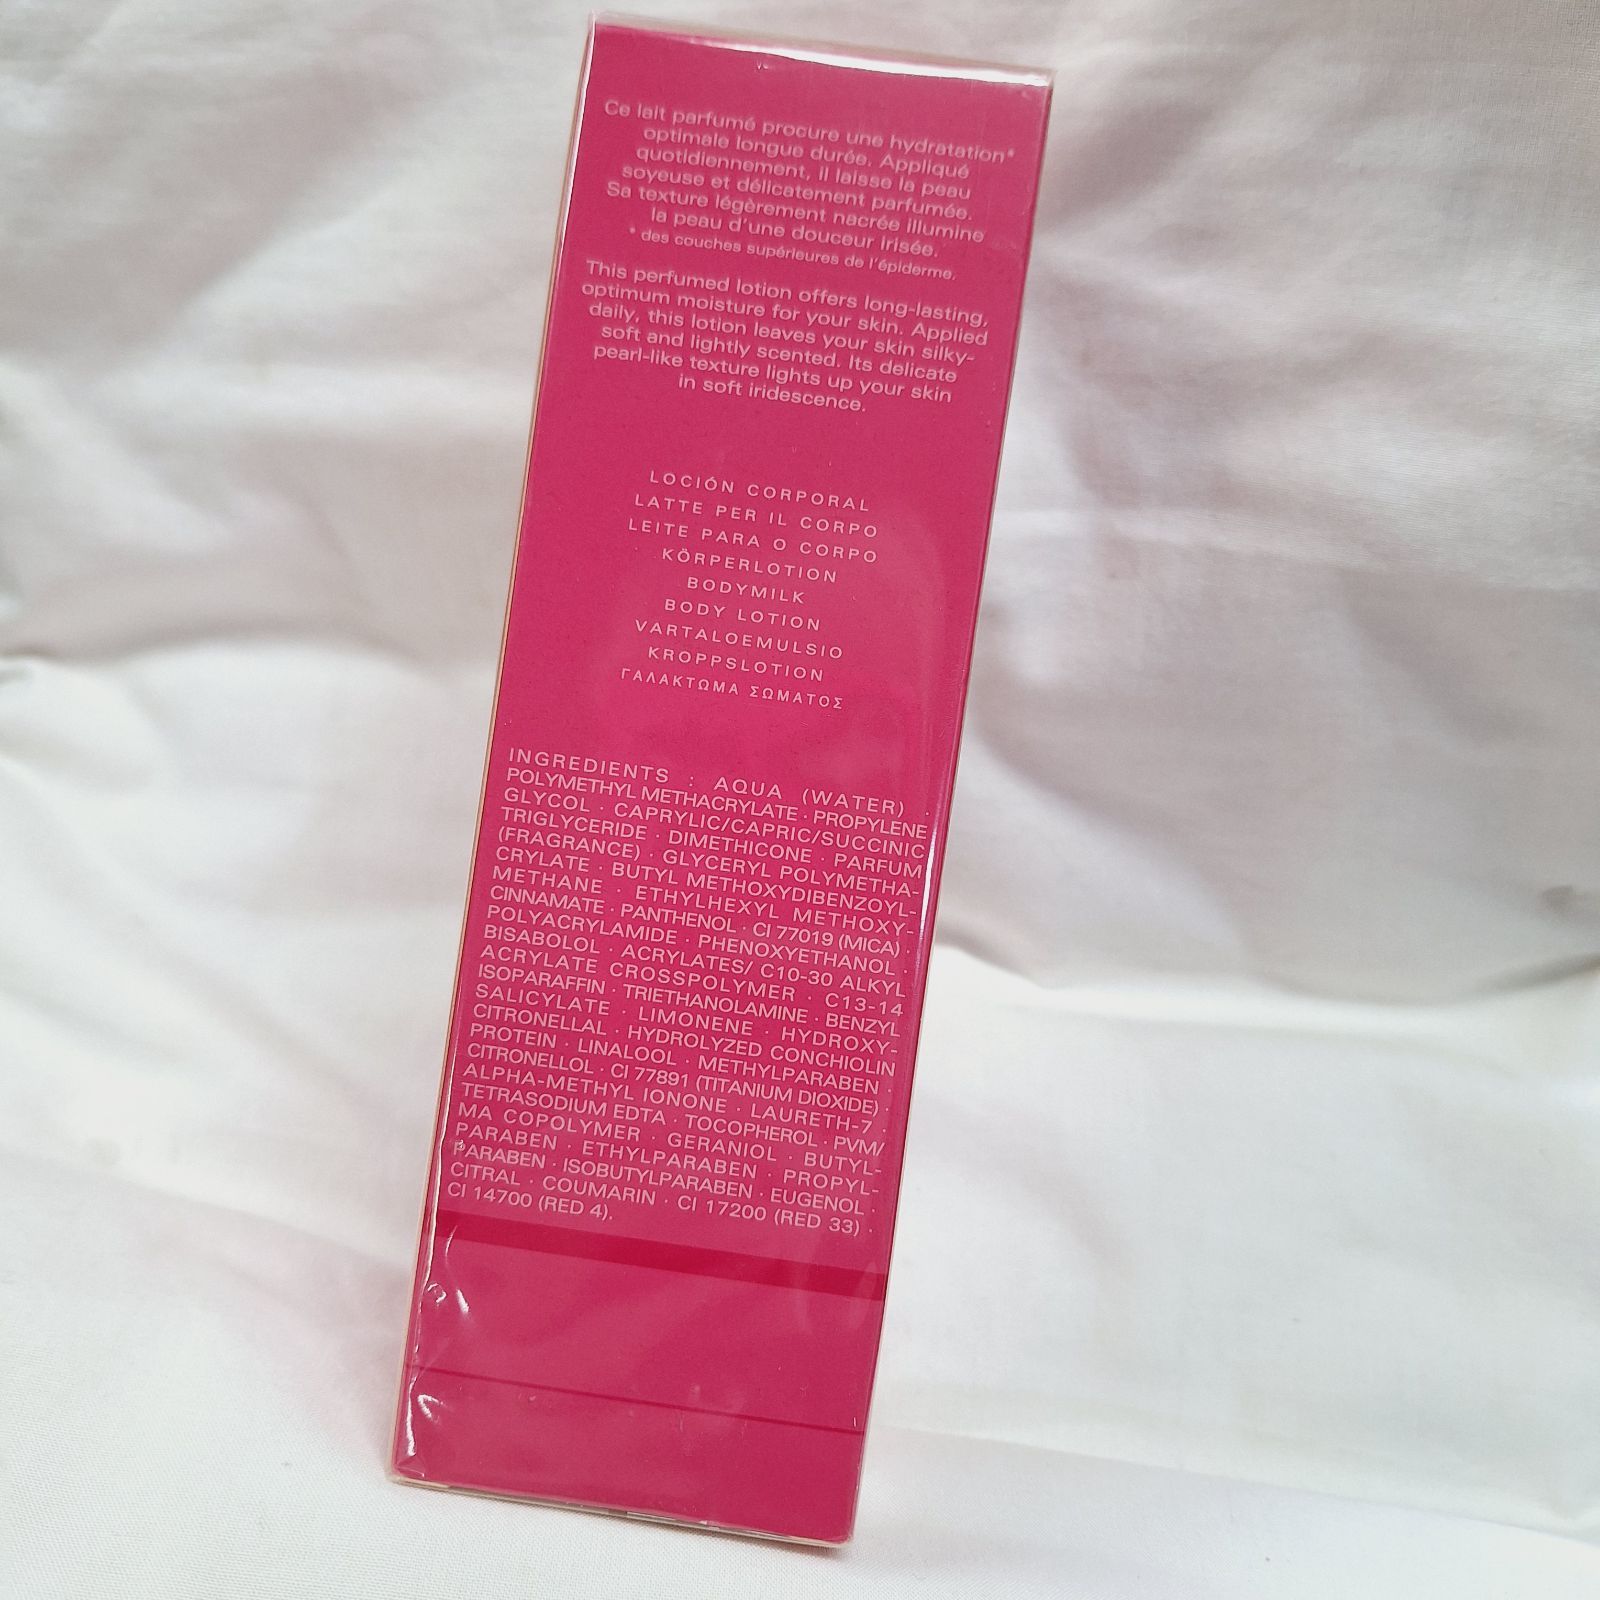 Ce lait parfumé procure une hydratation*
optimale longue durée. Appliqué
quotidiennement, il laisse la peau
soyeuse et délicatement parfumée.
Sa texture légèrement nacrée illumine
la peau d'une douceur irisée.
* des couches supérieures de l'épiderme.
This perfumed lotion offers long-lasting,
optimum moisture for your skin. Applied
daily, this lotion leaves your skin silky-
soft and lightly scented. Its delicate
pearl-like texture lights up your skin
in soft iridescence.
LOCIÓN CORPORAL
LATTE PER IL CORPO
LEITE PARA O CORPO
KÖRPERLOTION
BODYMILK
BODY LOTION
VARTALOEMULSIO
KROPPSLOTION
ΓΑΛΑΚΤΩΜΑ ΣΩΜΑΤΟΣ
INGREDIENTS : AQUA (WATER) ·
POLYMETHYL METHACRYLATE · PROPYLENE
GLYCOL · CAPRYLIC/CAPRIC/SUCCINIC
TRIGLYCERIDE · DIMETHICONE · PARFUM
(FRAGRANCE) · GLYCERYL POLYMETHA-
CRYLATE · BUTYL METHOXYDIBENZOYL-
METHANE · ETHYLHEXYL METHOXY-
CINNAMATE · PANTHENOL · CI 77019 (MICA) ·
POLYACRYLAMIDE · PHENOXYETHANOL ·
BISABOLOL · ACRYLATES/ C10-30 ALKYL
ACRYLATE CROSSPOLYMER · C13-14
ISOPARAFFIN · TRIETHANOLAMINE · BENZYL
SALICYLATE · LIMONENE · HYDROXY-
CITRONELLAL · HYDROLYZED CONCHIOLIN
PROTEIN · LINALOOL · METHYLPARABEN ·
CITRONELLOL · CI 77891 (TITANIUM DIOXIDE) ·
ALPHA-METHYL IONONE · LAURETH-7 ·
TETRASODIUM EDTA · TOCOPHEROL · PVM/
MA COPOLYMER · GERANIOL · BUTYL-
PARABEN · ETHYLPARABEN · PROPYL-
PARABEN · ISOBUTYLPARABEN · EUGENOL ·
CITRAL · COUMARIN · CI 17200 (RED 33) ·
CI 14700 (RED 4).